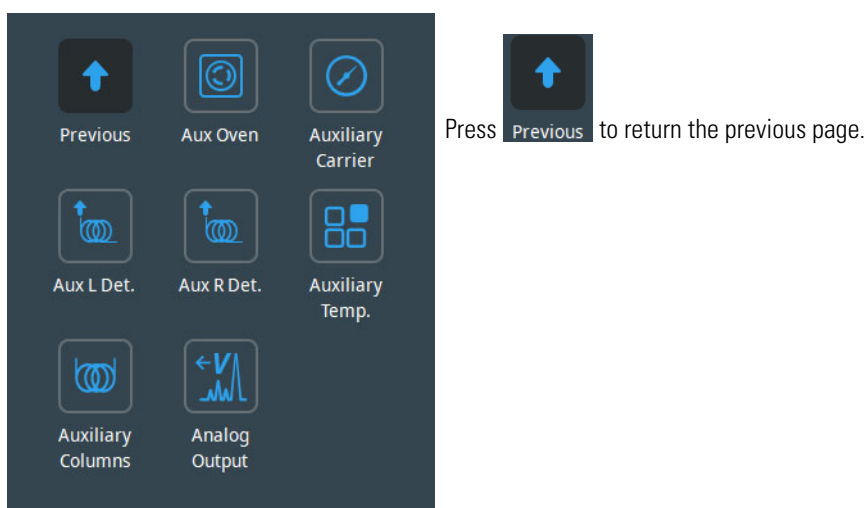 Previous
Aux Oven
Auxiliary
Carrier
Press Previous to return the previous page.
Aux L Det.
Aux R Det.
Auxiliary
Temp.
V
Auxiliary
Columns
Analog
Output